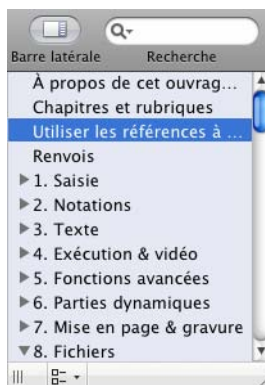 Barre latérale Recherche
À propos de cet ouvrag...
Chapitres et rubriques
Utiliser les références à ...
Renvois
1. Saisie
2. Notations
3. Texte
4. Exécution & vidéo
5. Fonctions avancées
6. Parties dynamiques
7. Mise en page & gravure
8. Fichiers